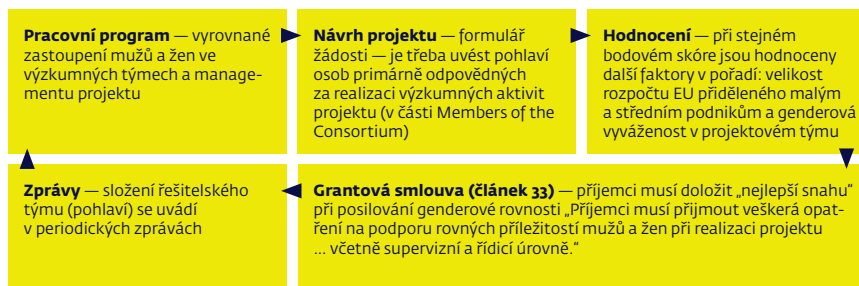 Pracovní program — vyrovnané
zastoupení mužů a žen ve
výzkumných týmech a manage-
mentu projektu
Návrh projektu — formulář
žádosti — je třeba uvést pohlaví
osob primárně odpovědných
za realizaci výzkumných aktivit
projektu (v části Members of the
Consortium)
Hodnocení — při stejném
bodovém skóre jsou hodnoceny
další faktory v pořadí: velikost
rozpočtu EU přiděleného malým
a středním podnikům a genderová
vyváženost v projektovém týmu
Grantová smlouva (článek 33) — příjemci musí doložit „nejlepší snahu“
při posilování genderové rovnosti „Příjemci musí přijmout veškerá opat-
ření na podporu rovných příležitostí mužů a žen při realizaci projektu
... včetně supervizní a řídicí úrovně.“
Zprávy — složení řešitelského
týmu (pohlaví) se uvádí
v periodických zprávách